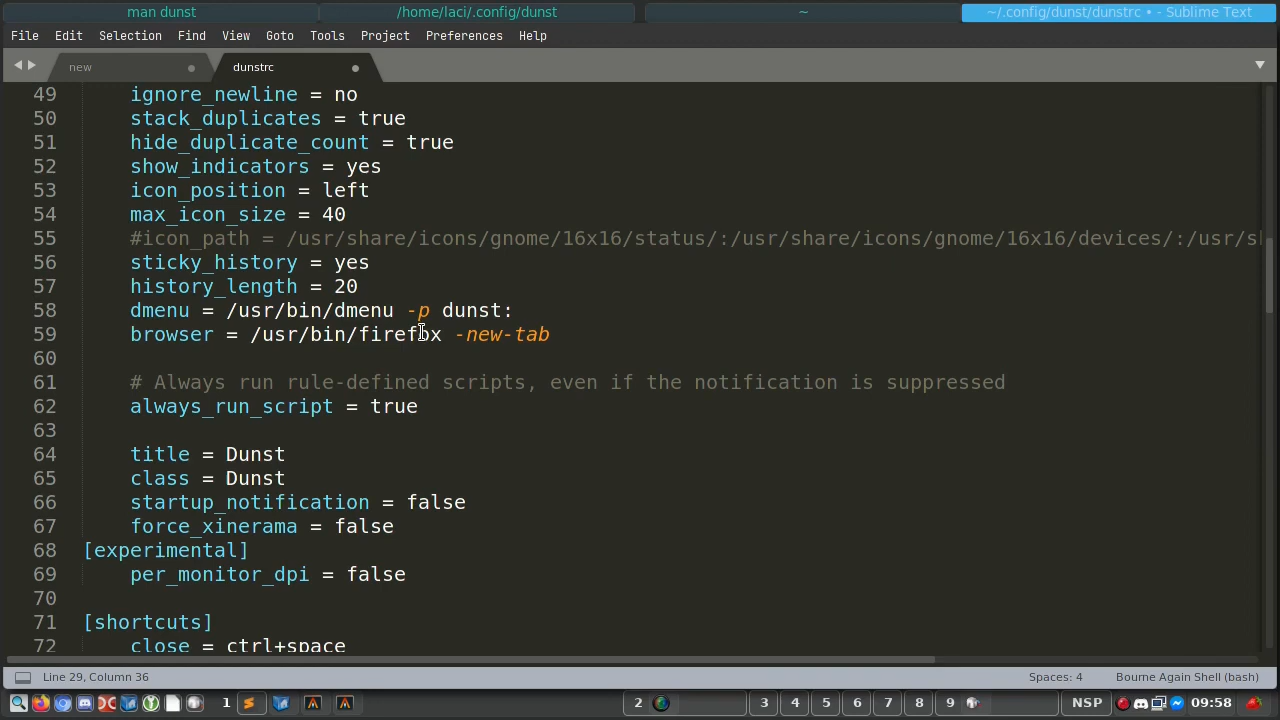 man dunst /home/laci/.config/dunst ~ ~/.config/dunst/dunstrc • - Sublime Text
File Edit Selection Find View Goto Tools Project Preferences Help
new dunstrc
49 ignore_newline = no
50 stack_duplicates = true
51 hide_duplicate_count = true
52 show_indicators = yes
53 icon_position = left
54 max_icon_size = 40
55 #icon_path = /usr/share/icons/gnome/16x16/status/:/usr/share/icons/gnome/16x16/devices/:/usr/s
56 sticky_history = yes
57 history_length = 20
58 dmenu = /usr/bin/dmenu -p dunst:
59 browser = /usr/bin/firefox -new-tab
60
61 # Always run rule-defined scripts, even if the notification is suppressed
62 always_run_script = true
63
64 title = Dunst
65 class = Dunst
66 startup_notification = false
67 force_xinerama = false
68 [experimental]
69 per_monitor_dpi = false
70
71 [shortcuts]
72 close = ctrl+space
Line 29, Column 36 Spaces: 4 Bourne Again Shell (bash)
1 2 3 4 5 6 7 8 9 NSP 09:58